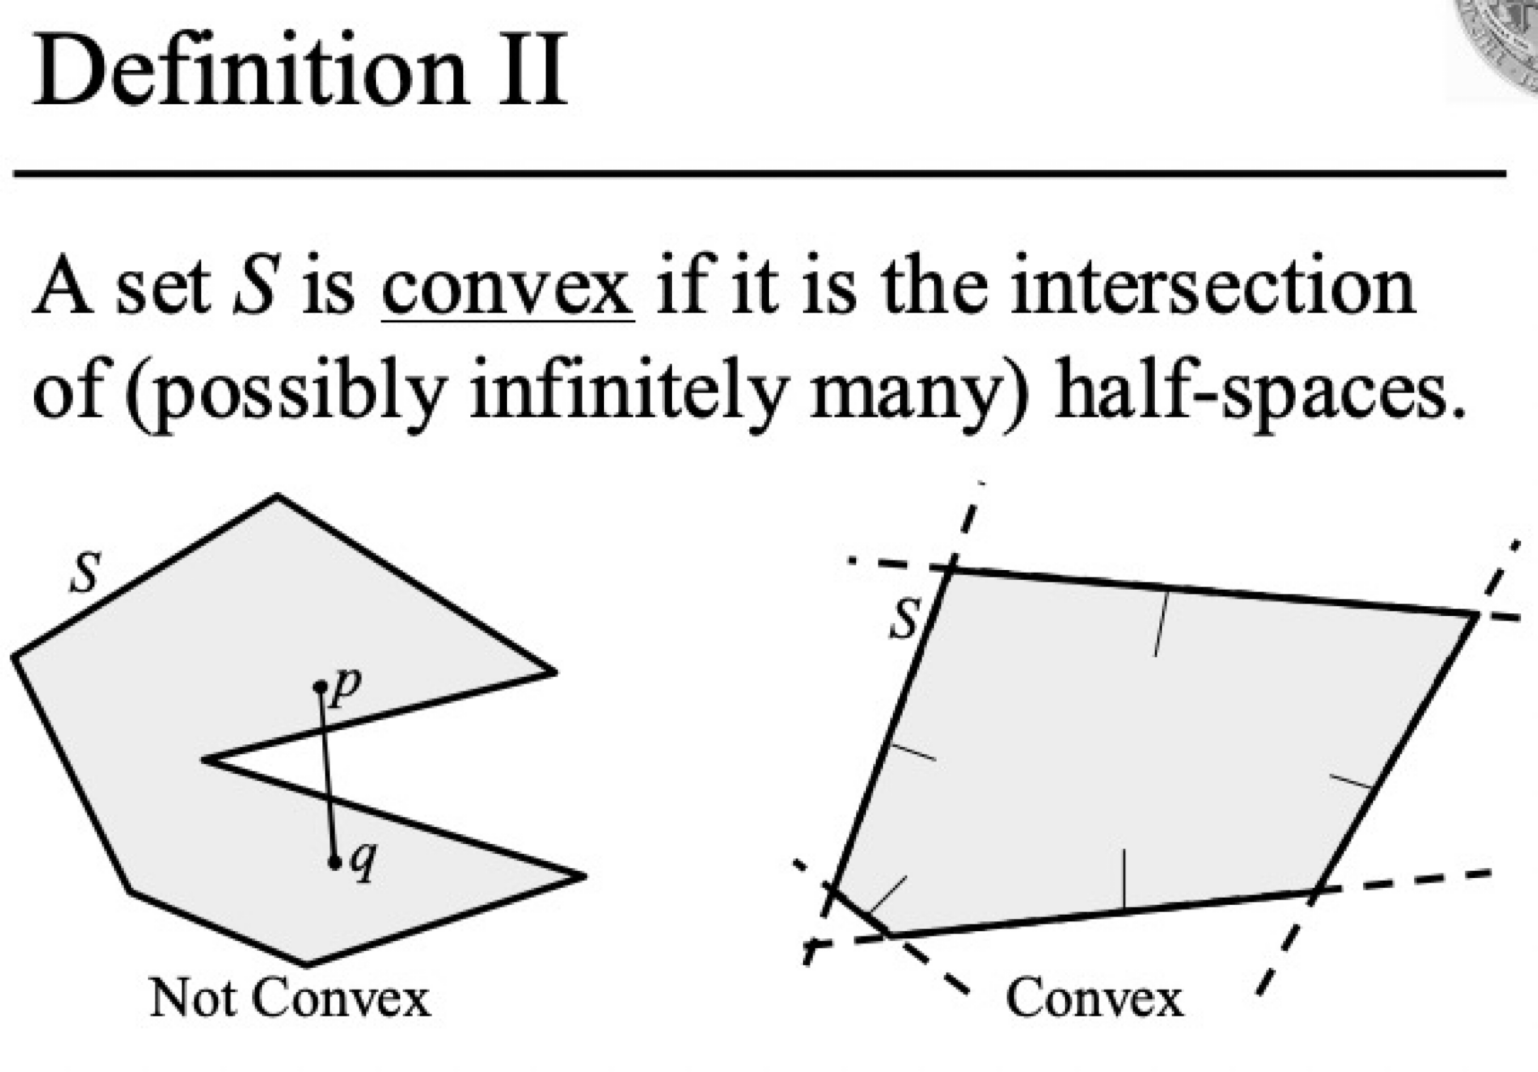 Definition II
A set S is convex if it is the intersection
of (possibly infinitely many) half-spaces.
S
p
q
Not Convex
S
Convex